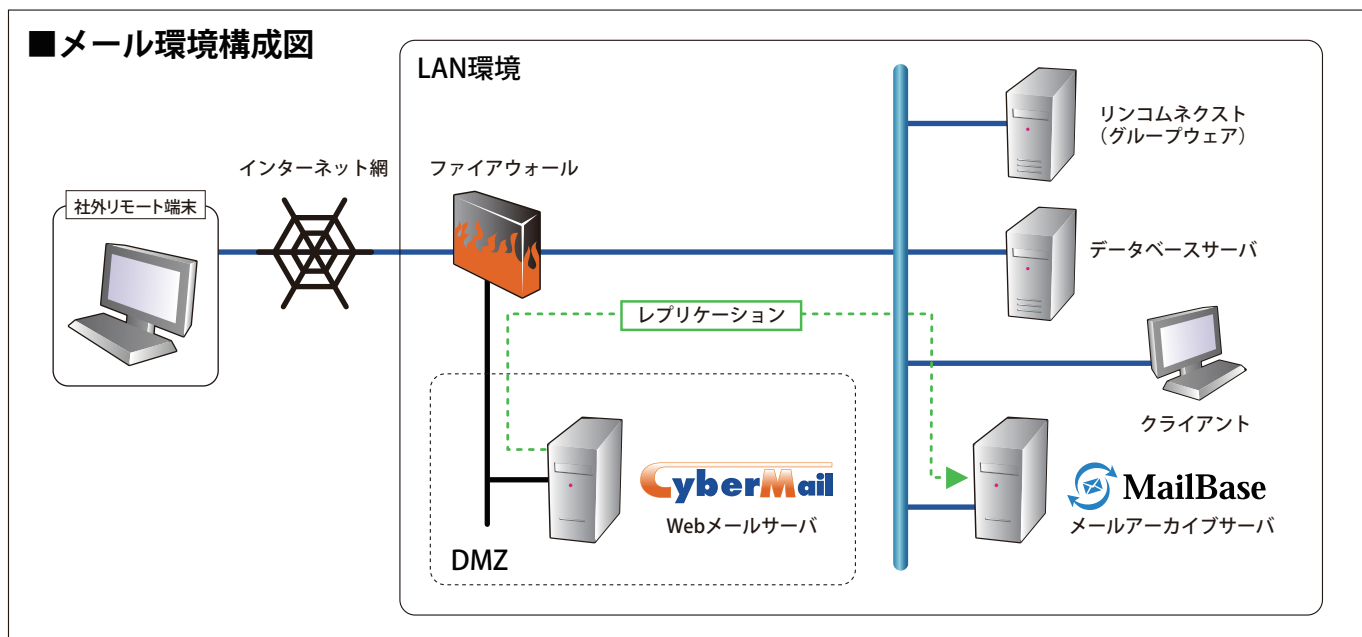 ■メール環境構成図
LAN環境
リンコムネクスト
（グループウェア）
インターネット網
ファイアウォール
社外リモート端末
データベースサーバ
レプリケーション
クライアント
CyberMail
Webメールサーバ
MailBase
メールアーカイブサーバ
DMZ